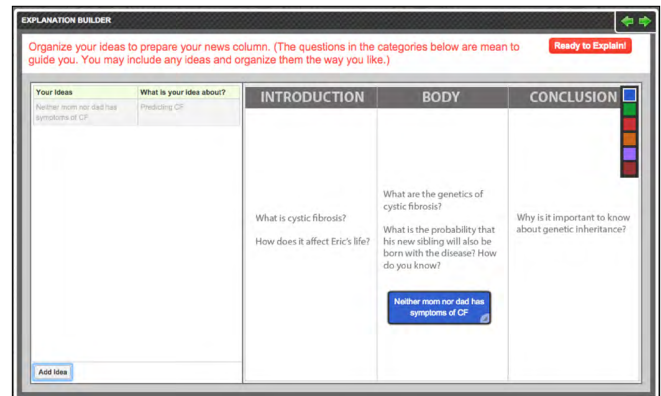 EXPLANATION BUILDER
Organize your ideas to prepare your news column. (The questions in the categories below are mean to
guide you. You may include any ideas and organize them the way you like.)
Ready to Explain!
Your Ideas
What is your idea about?
Neither mom nor dad has
symptoms of CF
Predicting CF
Add Idea
INTRODUCTION
What is cystic fibrosis?
How does it affect Eric's life?
BODY
What are the genetics of
cystic fibrosis?
What is the probability that
his new sibling will also be
born with the disease? How
do you know?
Neither mom nor dad has
symptoms of CF
CONCLUSION
Why is it important to know
about genetic inheritance?